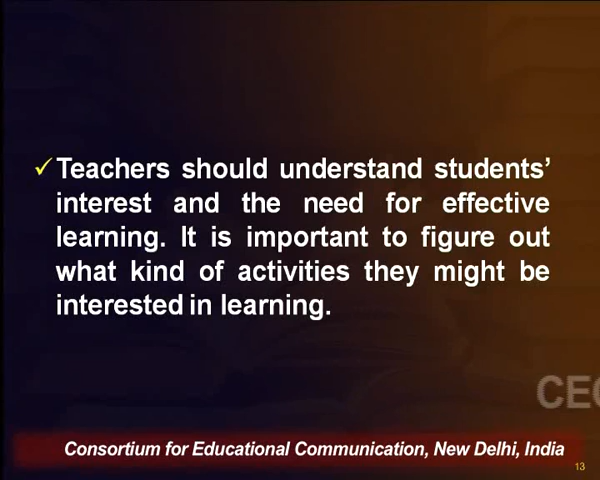 ✓Teachers should understand students’
interest and the need for effective
learning. It is important to figure out
what kind of activities they might be
interested in learning.
CEC
Consortium for Educational Communication, New Delhi, India
13